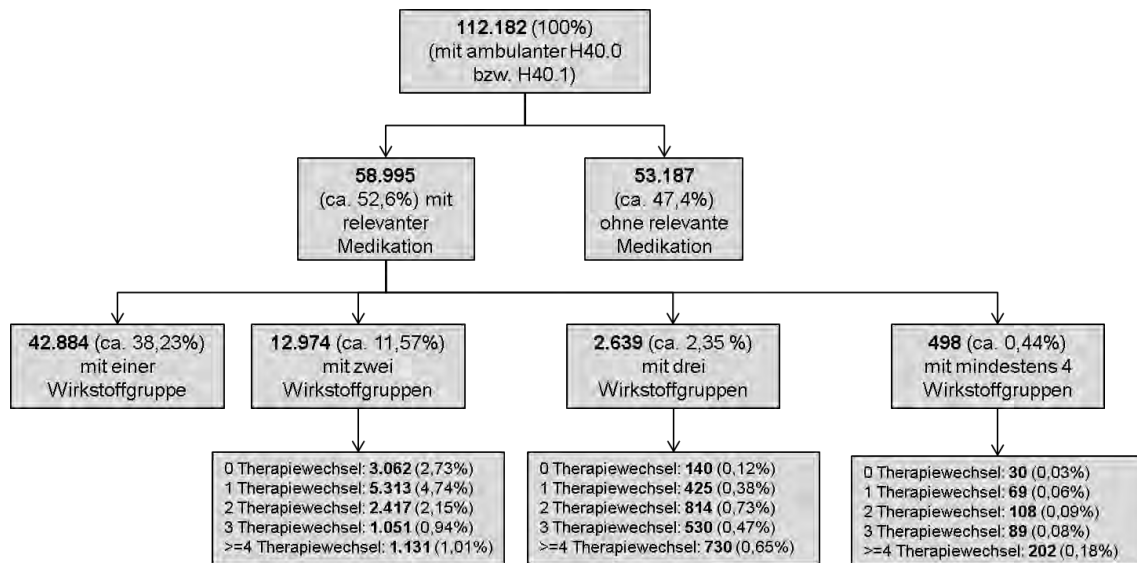 112.182 (100%)
(mit ambulanter H40.0
bzw. H40.1)
58.995
(ca. 52,6%) mit
relevanter
Medikation
53.187
(ca. 47,4%)
ohne relevante
Medikation
42.884 (ca. 38,23%)
mit einer
Wirkstoffgruppe
12.974 (ca. 11,57%)
mit zwei
Wirkstoffgruppen
2.639 (ca. 2,35 %)
mit drei
Wirkstoffgruppen
498 (ca. 0,44%)
mit mindestens 4
Wirkstoffgruppen
0 Therapiewechsel: 3.062 (2,73%)
1 Therapiewechsel: 5.313 (4,74%)
2 Therapiewechsel: 2.417 (2,15%)
3 Therapiewechsel: 1.051 (0,94%)
>=4 Therapiewechsel: 1.131 (1,01%)
0 Therapiewechsel: 140 (0,12%)
1 Therapiewechsel: 425 (0,38%)
2 Therapiewechsel: 814 (0,73%)
3 Therapiewechsel: 530 (0,47%)
>=4 Therapiewechsel: 730 (0,65%)
0 Therapiewechsel: 30 (0,03%)
1 Therapiewechsel: 69 (0,06%)
2 Therapiewechsel: 108 (0,09%)
3 Therapiewechsel: 89 (0,08%)
>=4 Therapiewechsel: 202 (0,18%)